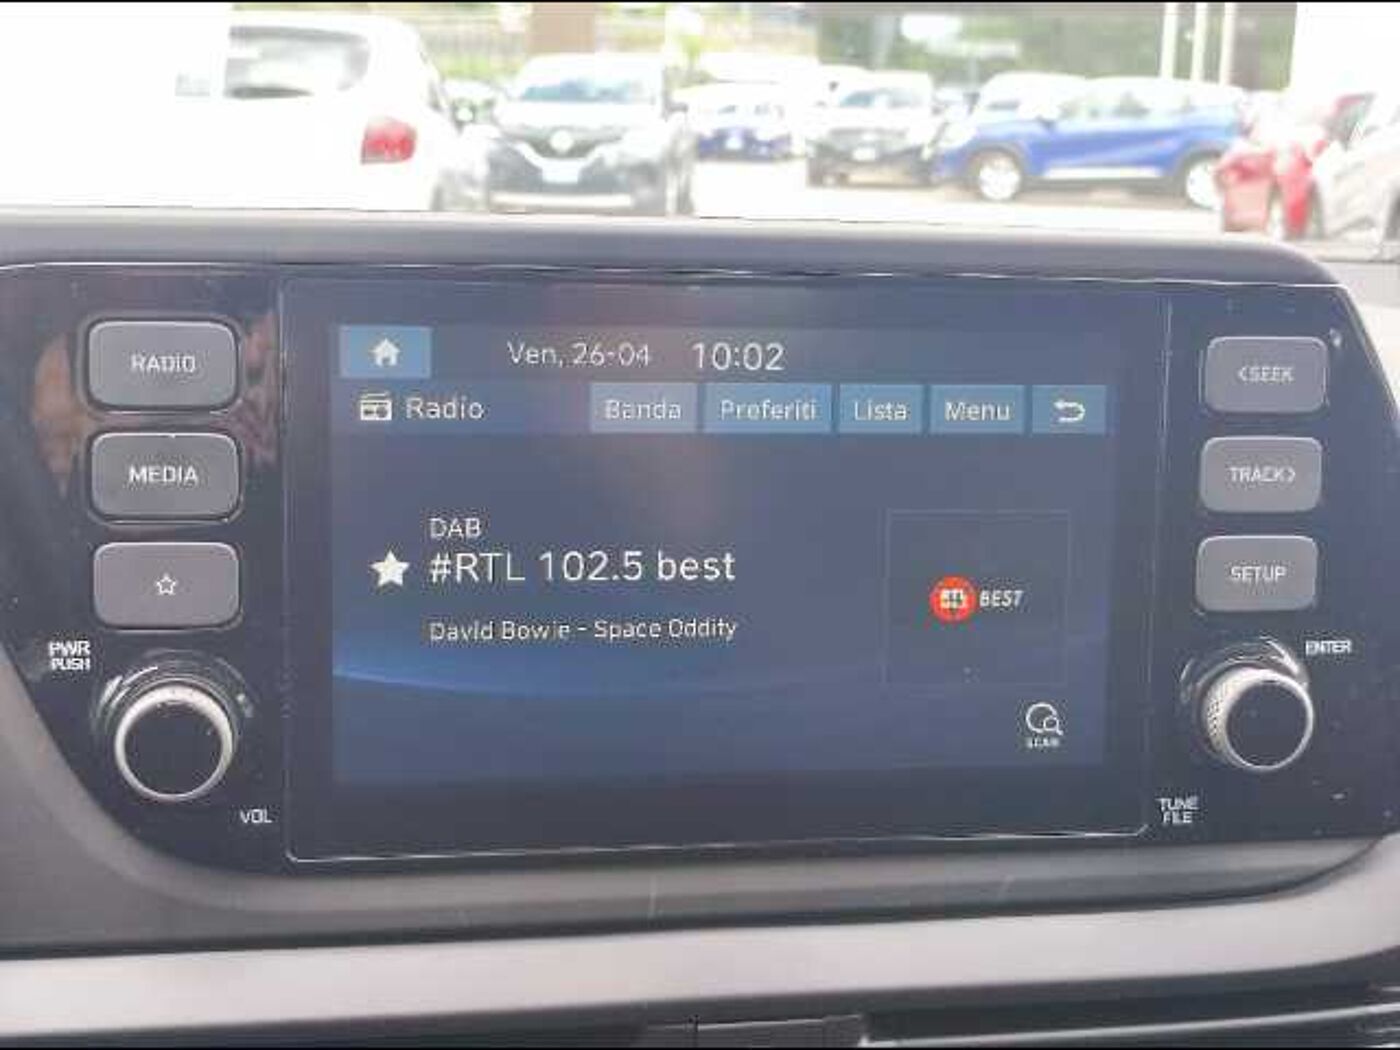 RADIO
MEDIA
PWR
PUSH
VOL
Ven, 26-04 10:02
Radio
Banda
Preferiti
Lista
Menu
DAB
#RTL 102.5 best
David Bowie - Space Oddity
RTL BEST
SCAN
<SEEK
TRACK>
SETUP
ENTER
TUNE
FILE